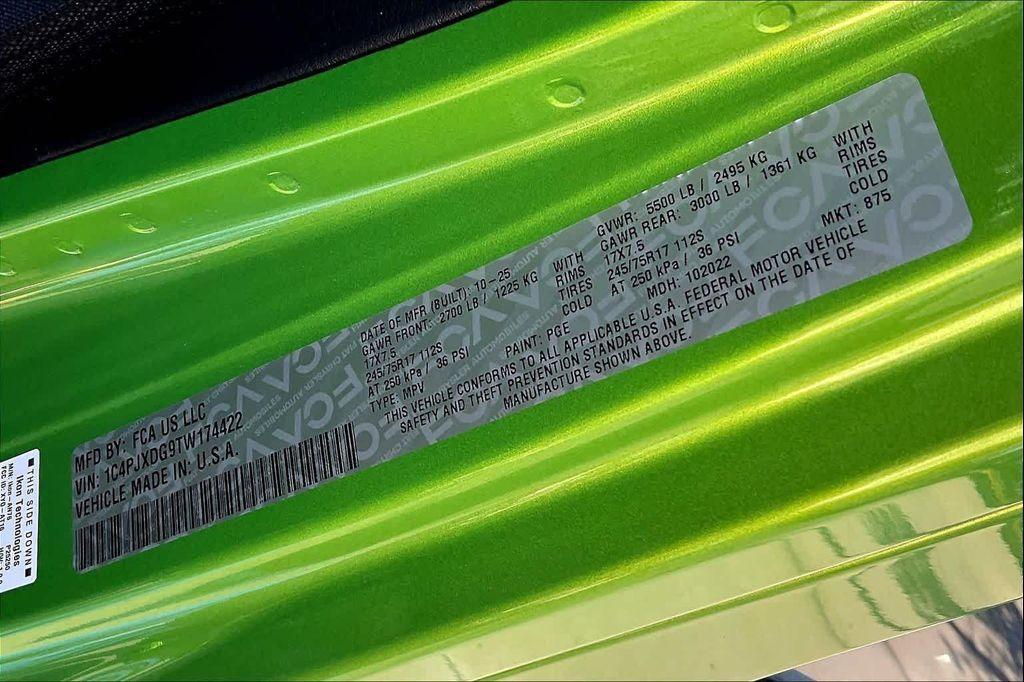 MFD BY: FCA US LLC
VIN: 1C4PJXDG9TW174422
VEHICLE MADE IN: U.S.A.
DATE OF MFR (BUILT): 10-25
GVWR: 5500 LB / 2495 KG
GAWR FRONT: 2700 LB / 1225 KG WITH
17X7.5 RIMS
245/75R17 112S TIRES
AT 250 kPa / 36 PSI COLD
GAWR REAR: 3000 LB / 1361 KG WITH
17X7.5 RIMS
245/75R17 112S TIRES
AT 250 kPa / 36 PSI COLD
TYPE: MPV PAINT: PGE MDH: 102022 MKT: 875
THIS VEHICLE CONFORMS TO ALL APPLICABLE U.S.A. FEDERAL MOTOR VEHICLE
SAFETY AND THEFT PREVENTION STANDARDS IN EFFECT ON THE DATE OF
MANUFACTURE SHOWN ABOVE.
THIS SIDE DOWN
Ikon Technologies
M/N: Ikon-AN76 P3250